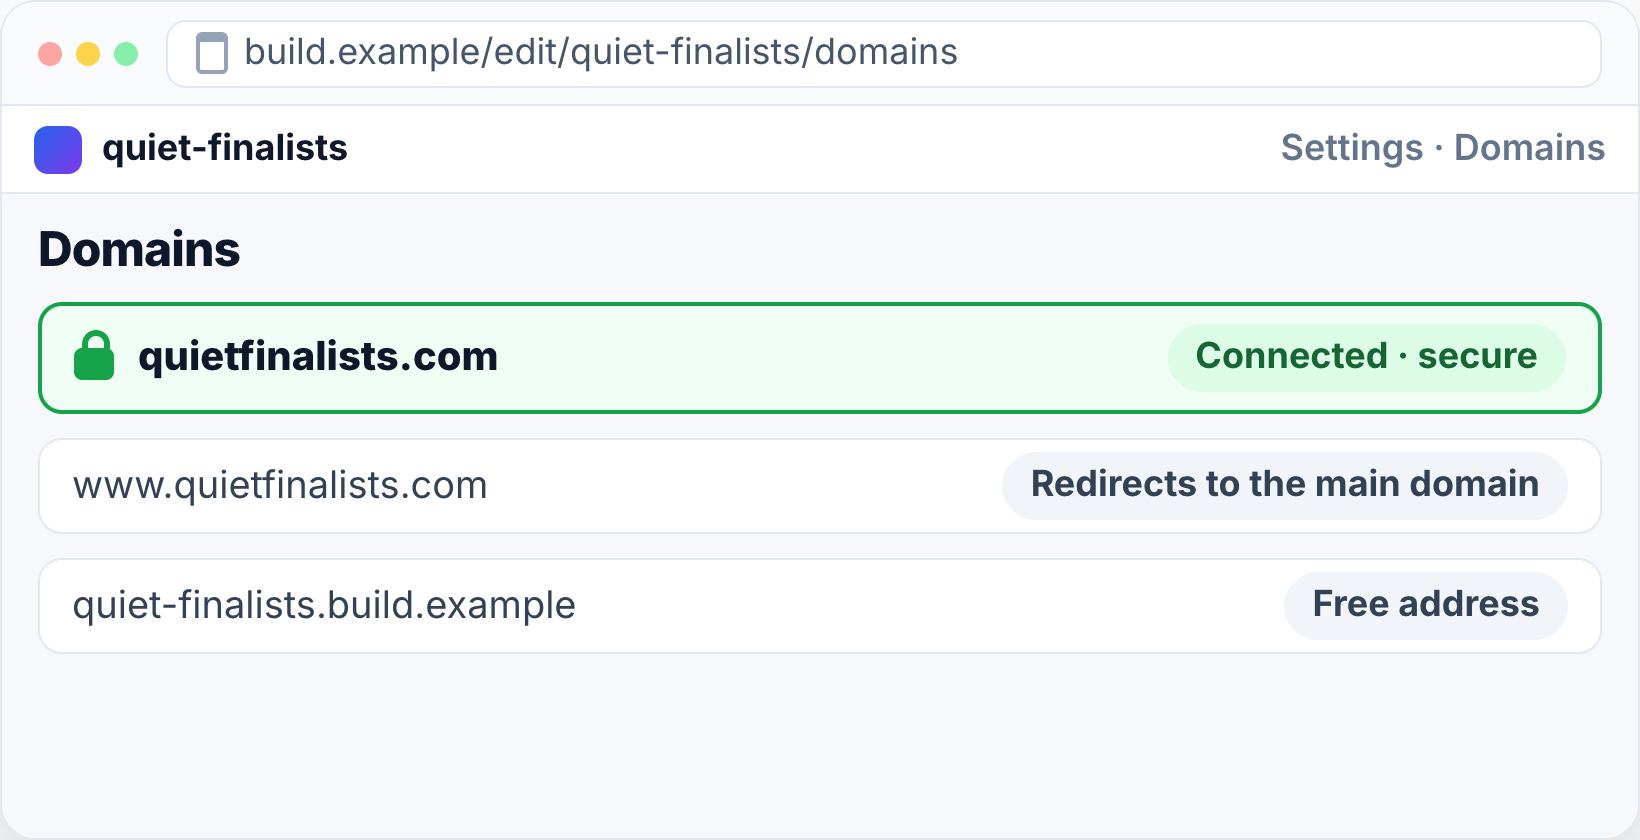 build.example/edit/quiet-finalists/domains
quiet-finalists
Settings · Domains
Domains
quietfinalists.com
Connected · secure
www.quietfinalists.com
Redirects to the main domain
quiet-finalists.build.example
Free address